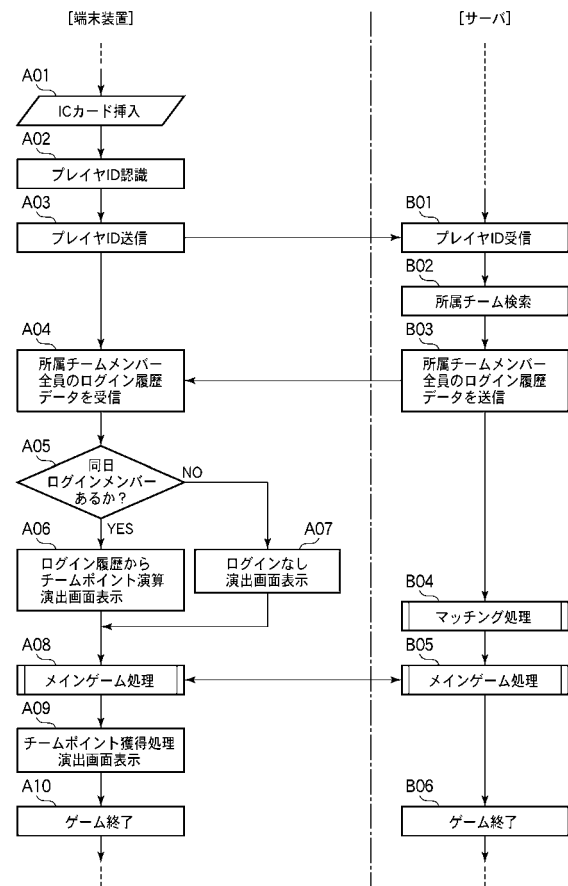 [端末装置]
[サーバ]
A01
ICカード挿入
A02
プレイヤID認識
A03
プレイヤID送信
B01
プレイヤID受信
B02
所属チーム検索
A04
所属チームメンバー
全員のログイン履歴
データを受信
B03
所属チームメンバー
全員のログイン履歴
データを送信
A05
同日
ログインメンバー
あるか？
NO
YES
A06
ログイン履歴から
チームポイント演算
演出画面表示
A07
ログインなし
演出画面表示
B04
マッチング処理
A08
メインゲーム処理
B05
メインゲーム処理
A09
チームポイント獲得処理
演出画面表示
A10
ゲーム終了
B06
ゲーム終了